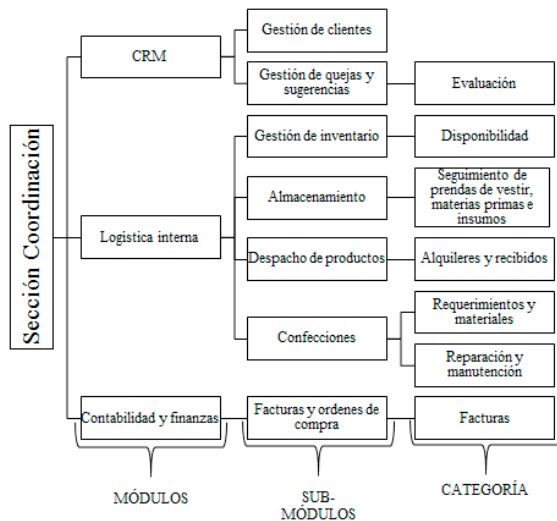 Sección Coordinación
CRM
Gestión de clientes
Gestión de quejas y
sugerencias
Evaluación
Logística interna
Gestión de inventario
Disponibilidad
Almacenamiento
Seguimiento de
prendas de vestir,
materias primas e
insumos
Despacho de productos
Alquileres y recibidos
Confecciones
Requerimientos y
materiales
Reparación y
manutención
Contabilidad y finanzas
Facturas y ordenes de
compra
Facturas
MÓDULOS
SUB-
MÓDULOS
CATEGORÍA